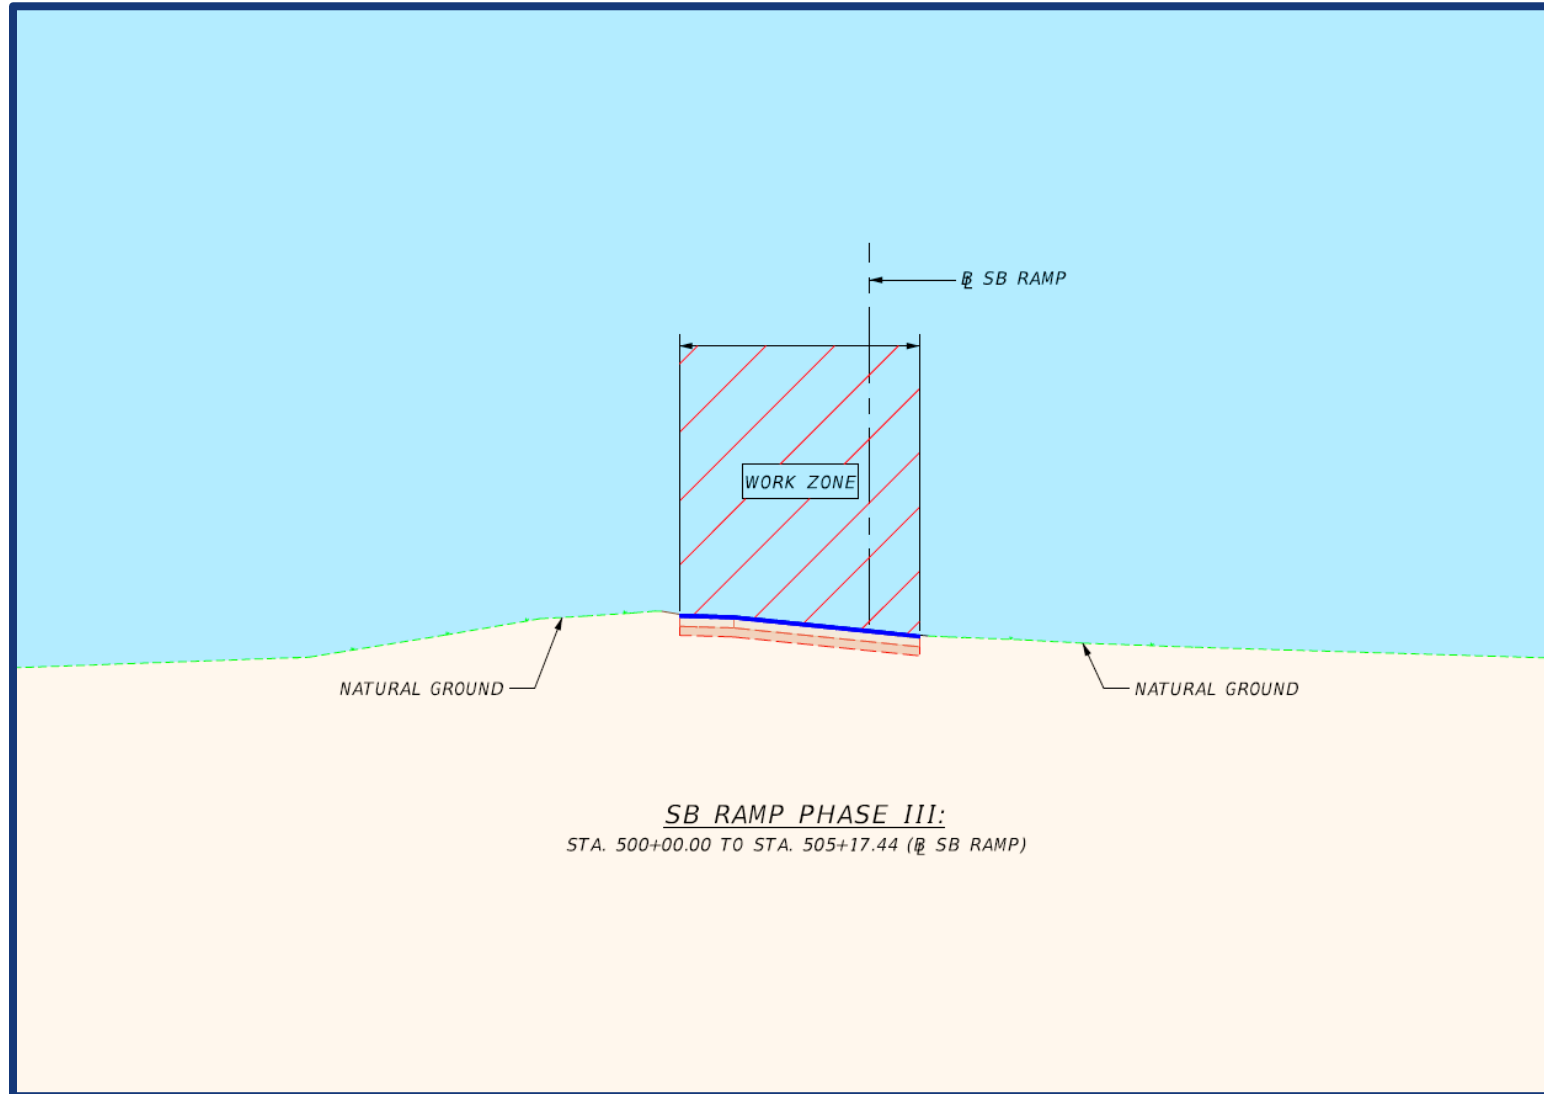 ℄ SB RAMP
WORK ZONE
NATURAL GROUND
NATURAL GROUND
SB RAMP PHASE III:
STA. 500+00.00 TO STA. 505+17.44 (℄ SB RAMP)